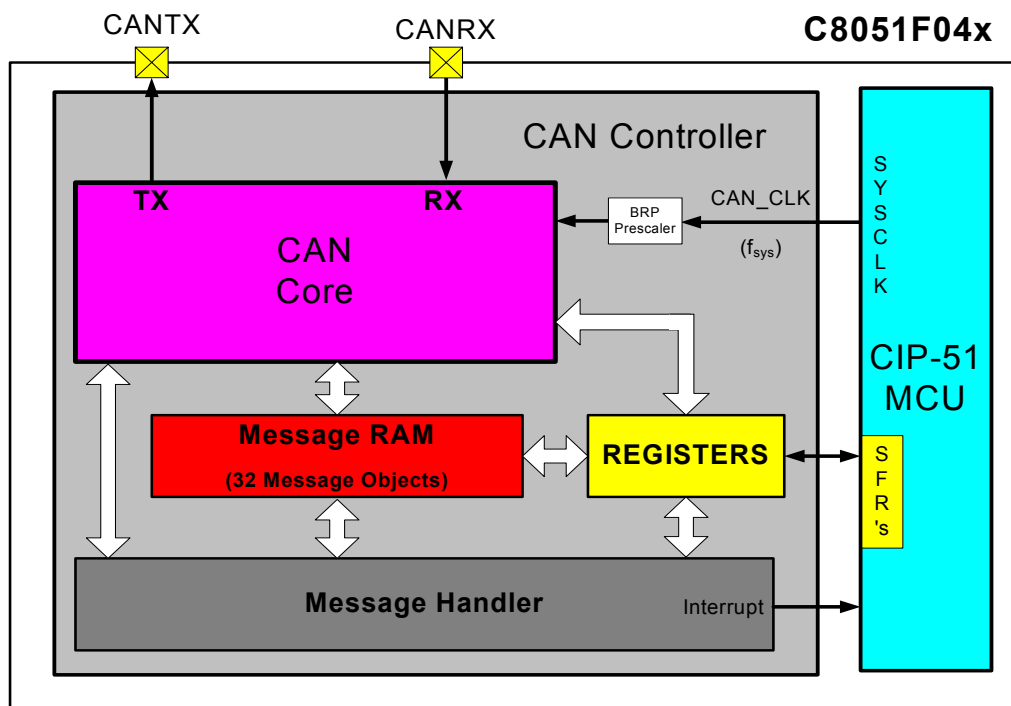 CANTX
CANRX
C8051F04x
CAN Controller
TX
RX
CAN
Core
BRP
Prescaler
CAN_CLK
(fsys)
S
Y
S
C
L
K
CIP-51
MCU
Message RAM
(32 Message Objects)
REGISTERS
S
F
R
's
Message Handler
Interrupt